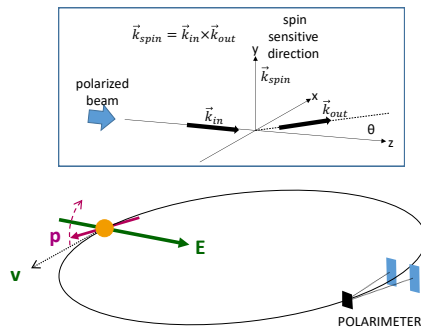 k⃗spin = k⃗in × k⃗out
spin
sensitive
direction
y
k⃗spin
polarized
beam
x
k⃗in
k⃗out
θ
z
p
E
v
POLARIMETER